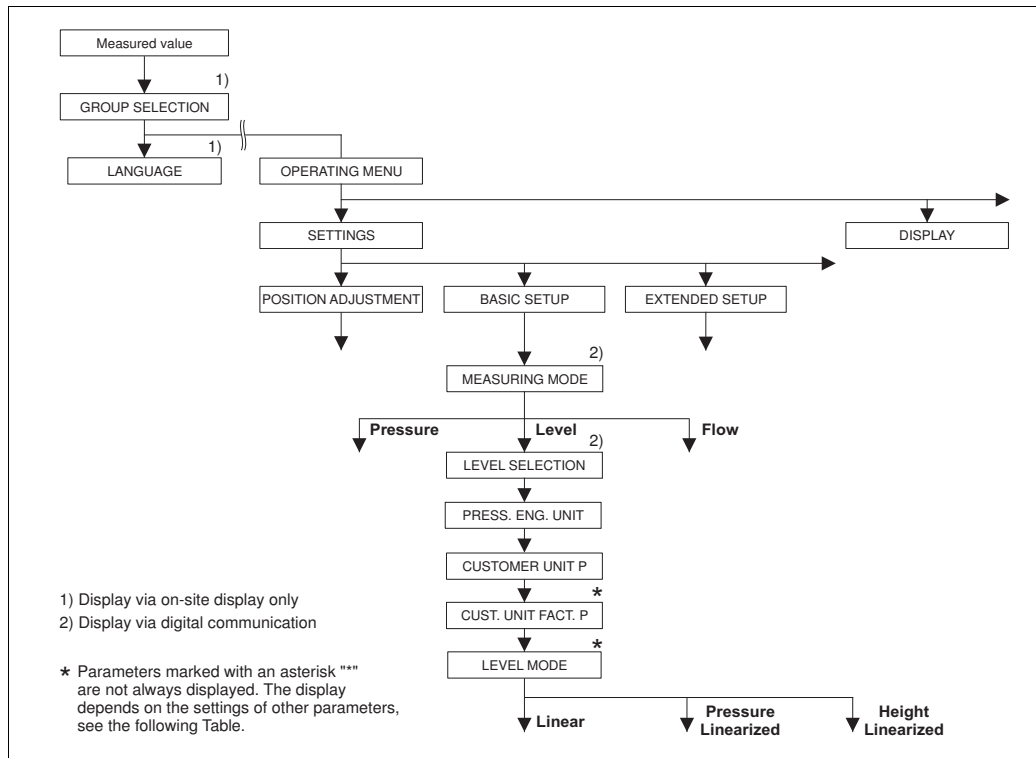 Measured value
1)
GROUP SELECTION
1)
LANGUAGE
OPERATING MENU
SETTINGS
DISPLAY
POSITION ADJUSTMENT
BASIC SETUP
EXTENDED SETUP
2)
MEASURING MODE
Pressure
Level
Flow
2)
LEVEL SELECTION
PRESS. ENG. UNIT
CUSTOMER UNIT P
*
CUST. UNIT FACT. P
*
LEVEL MODE
Linear
Pressure
Linearized
Height
Linearized
1) Display via on-site display only
2) Display via digital communication
* Parameters marked with an asterisk "*"
are not always displayed. The display
depends on the settings of other parameters,
see the following Table.